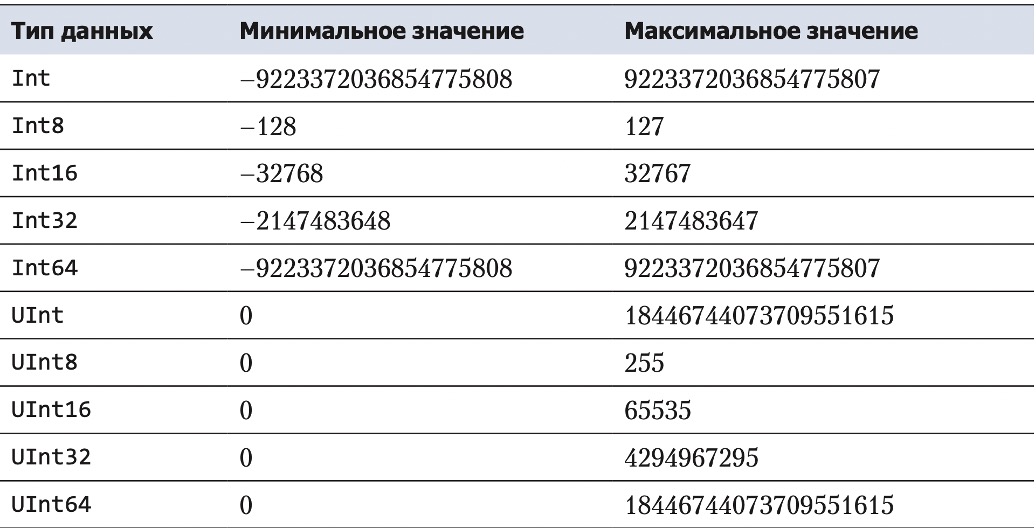 Тип данных Минимальное значение Максимальное значение
Int –9223372036854775808 9223372036854775807
Int8 –128 127
Int16 –32768 32767
Int32 –2147483648 2147483647
Int64 –9223372036854775808 9223372036854775807
UInt 0 18446744073709551615
UInt8 0 255
UInt16 0 65535
UInt32 0 4294967295
UInt64 0 18446744073709551615